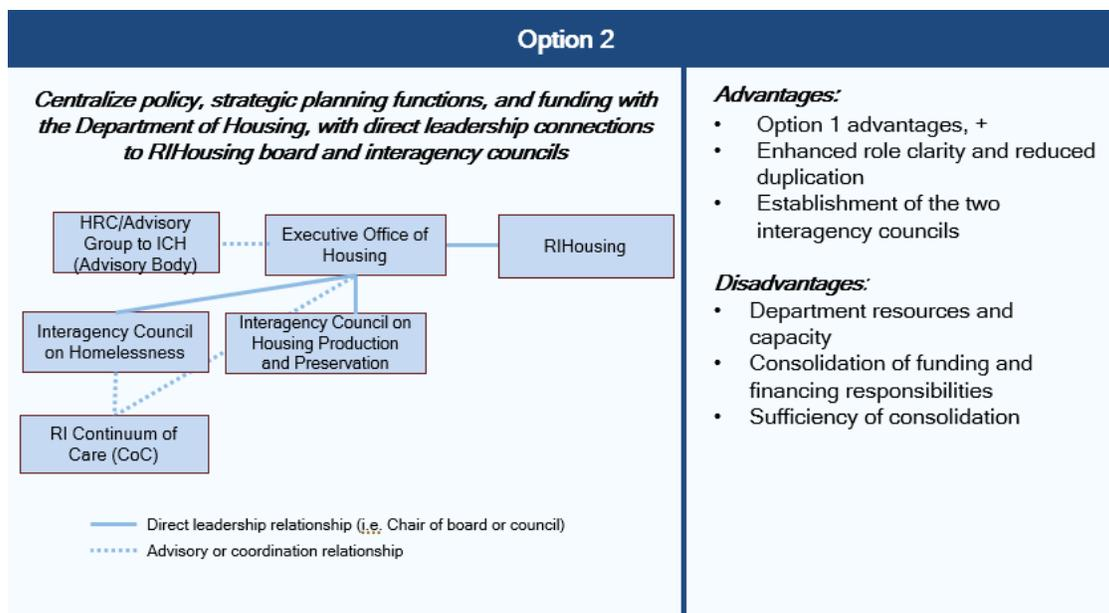 Option 2
Centralize policy, strategic planning functions, and funding with
the Department of Housing, with direct leadership connections
to RIHousing board and interagency councils
HRC/Advisory
Group to ICH
(Advisory Body)
Executive Office of
Housing
RIHousing
Interagency Council
on Homelessness
Interagency Council on
Housing Production
and Preservation
RI Continuum of
Care (CoC)
Direct leadership relationship (i.e. Chair of board or council)
Advisory or coordination relationship
Advantages:
• Option 1 advantages, +
• Enhanced role clarity and reduced
duplication
• Establishment of the two
interagency councils
Disadvantages:
• Department resources and
capacity
• Consolidation of funding and
financing responsibilities
• Sufficiency of consolidation